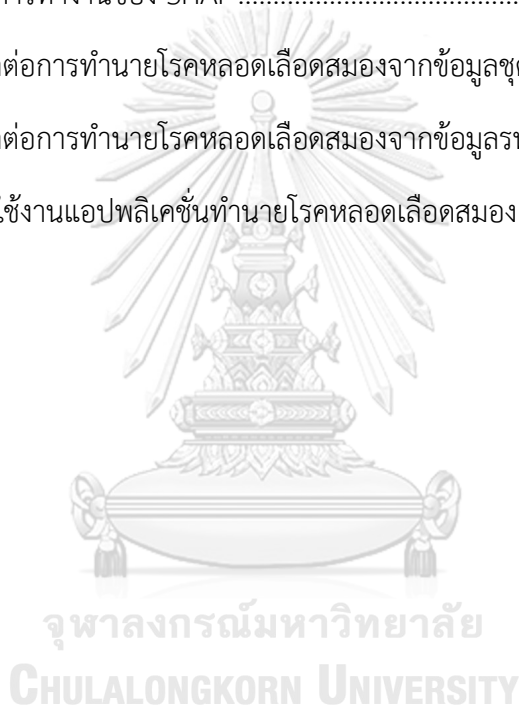 การทำงานของ SHAP ........................................
ต่อการทำนายโรคหลอดเลือดสมองจากข้อมูลชุด
ต่อการทำนายโรคหลอดเลือดสมองจากข้อมูล
ใช้งานแอปพลิเคชั่นทำนายโรคหลอดเลือดสมอง
จุฬาลงกรณ์มหาวิทยาลัย
CHULALONGKORN UNIVERSITY